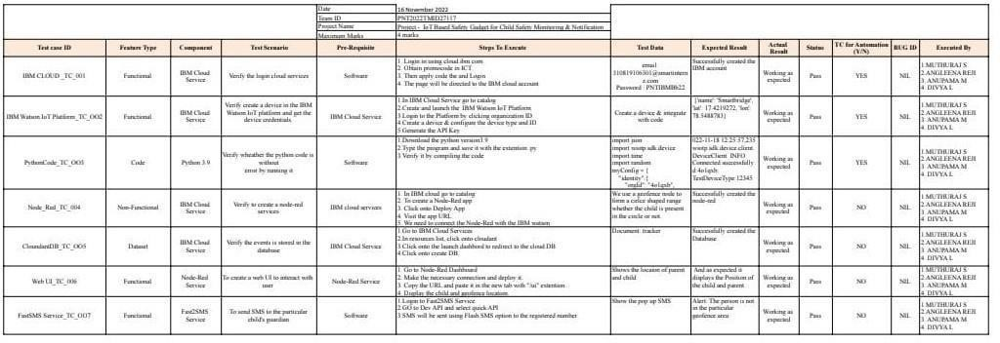 Date 16 November 2022
Team ID PNT2022TMID27117
Project Name Project - IoT Based Safety Gadget for Child Safety Monitoring & Notification
Maximum Marks 4 marks
Test case ID Feature Type Component Test Scenario Pre-Requisite Steps To Execute Test Data Expected Result Actual Result Status TC for Automation (Y/N) BUG ID Executed By
IBM CLOUD _TC_001 Functional IBM Cloud Service Verify the login cloud services Software
1. Login in using cloud ibm com
2. Obtain promocode in ICT
3. Then apply code the and Login
4. The page will be directed to the IBM cloud account
email
Password : PNTIBMB622
Successfully created the IBM account
Working as expected Pass YES NIL
1.MUTHURAJ S
2.ANGLEENA REJI
3. ANUPAMA M
4. DIVYA L
IBM Watson IoT Platform_TC_OO2 Functional IBM Cloud Service Verify create a device in the IBM Watson IoT platform and get the device credentials IBM Cloud Service
1.In IBM Cloud Service go to catalog
2.Create and launch the IBM Watson IoT Platform
3.Login to the Platform by clicking organization ID
4.Create a device & configure the device type and ID
5 Generate the API Key
Create a device & integrate with code
{'name': 'Smartbridge', 'lat': 17.4219272, 'lon': 78.5488783}
Working as expected Pass YES NIL
1.MUTHURAJ S
2.ANGLEENA REJI
3. ANUPAMA M
4. DIVYA L
PythonCode_TC_OO3 Code Python 3.9 Verify wheather the python code is without error by running it Software
1.Download the python version3.9
2.Type the program and save it with the extention .py
3.Verify it by compiling the code
import json
import wiotp sdk device
import time
import random
myConfig = {
"identity": {
022-11-18 12:25:57,235
wiotp sdk device client.
DeviceClient INFO
Connected successfully
TestDeviceType:12345
Working as expected Pass YES NIL
1.MUTHURAJ S
2.ANGLEENA REJI
3. ANUPAMA M
4. DIVYA L
Node_Red_TC_004 Non-Functional IBM Cloud Service Verify to create a node-red services IBM cloud services
1. In IBM cloud go to catalog
2. To create a Node-Red app
3. Click onto Deploy App
4. Visit the app URL
5. We need to connect the Node-Red with the IBM watson
We use a geofence node to form a cirlce shaped range whether the child is present in the circle or not.
Successfully created the node-red
Working as expected Pass NO NIL
1.MUTHURAJ S
2.ANGLEENA REJI
3. ANUPAMA M
4. DIVYA L
CloundantDB_TC_OO5 Dataset IBM Cloud Service Verify the events is stored in the database IBM Cloud Service
1.Go to IBM Cloud Services
2.In resources list, click onto cloudant
3.Click onto the launch dashbord to redirect to the cloud DB
4.Click onto create DB.
Document: tracker
Successfully created the Database
Working as expected Pass NO NIL
1.MUTHURAJ S
2.ANGLEENA REJI
3. ANUPAMA M
4. DIVYA L
Web UI_TC_006 Functional Node-Red Service To create a web UI to interact with user Node-Red Service
1. Go to Node-Red Dashboard
2. Make the necessary connection and deploy it.
3. Copy the URL and paste it in the new tab with "/ui" extention
4. Display the child and geofence location.
Shows the location of parent and child
And as expected it displays the Position of the child and parent
Working as expected Pass NO NIL
1.MUTHURAJ S
2.ANGLEENA REJI
3. ANUPAMA M
4. DIVYA L
FastSMS Service_TC_OO7 Functional Fast2SMS Service To send SMS to the particular child's guardian Software
1.Login to Fast2SMS Service
2.GO to Dev API and select quick API
3.SMS will be sent using Flash SMS option to the registered number
Show the pop up SMS
Alert: The person is not in the particular geofence area
Working as expected Pass NO NIL
1.MUTHURAJ S
2.ANGLEENA REJI
3. ANUPAMA M
4. DIVYA L